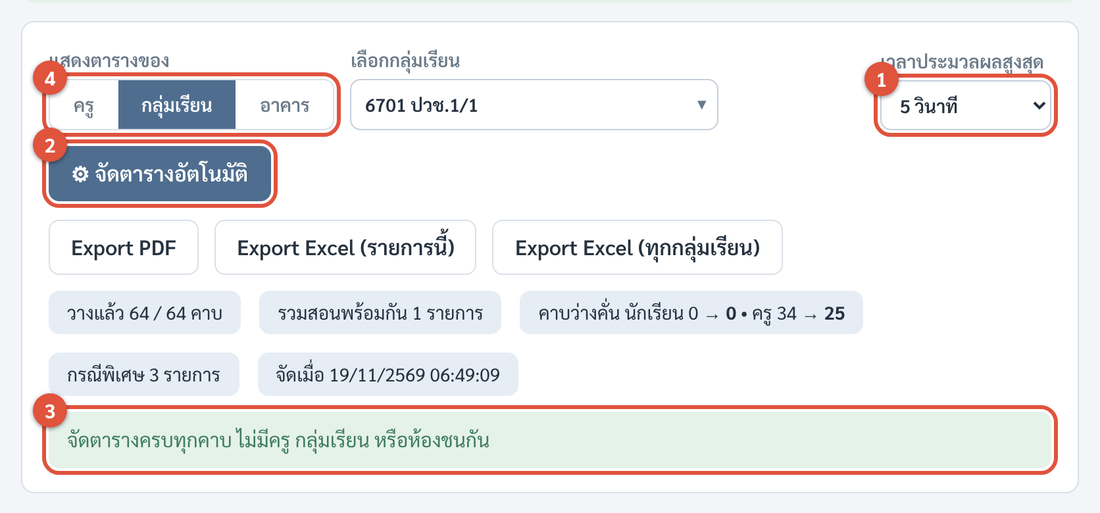 แสดงตารางของ
เลือกกลุ่มเรียน
เวลาประมวลผลสูงสุด
4
1
ครู
กลุ่มเรียน
อาคาร
6701 ปวช.1/1
5 วินาที
2
⚙ จัดตารางอัตโนมัติ
Export PDF
Export Excel (รายการนี้)
Export Excel (ทุกกลุ่มเรียน)
วางแล้ว 64 / 64 คาบ
รวมสอนพร้อมกัน 1 รายการ
คาบว่างคั่น นักเรียน 0 → 0 • ครู 34 → 25
กรณีพิเศษ 3 รายการ
จัดเมื่อ 19/11/2569 06:49:09
3
จัดตารางครบทุกคาบ ไม่มีครู กลุ่มเรียน หรือห้องชนกัน